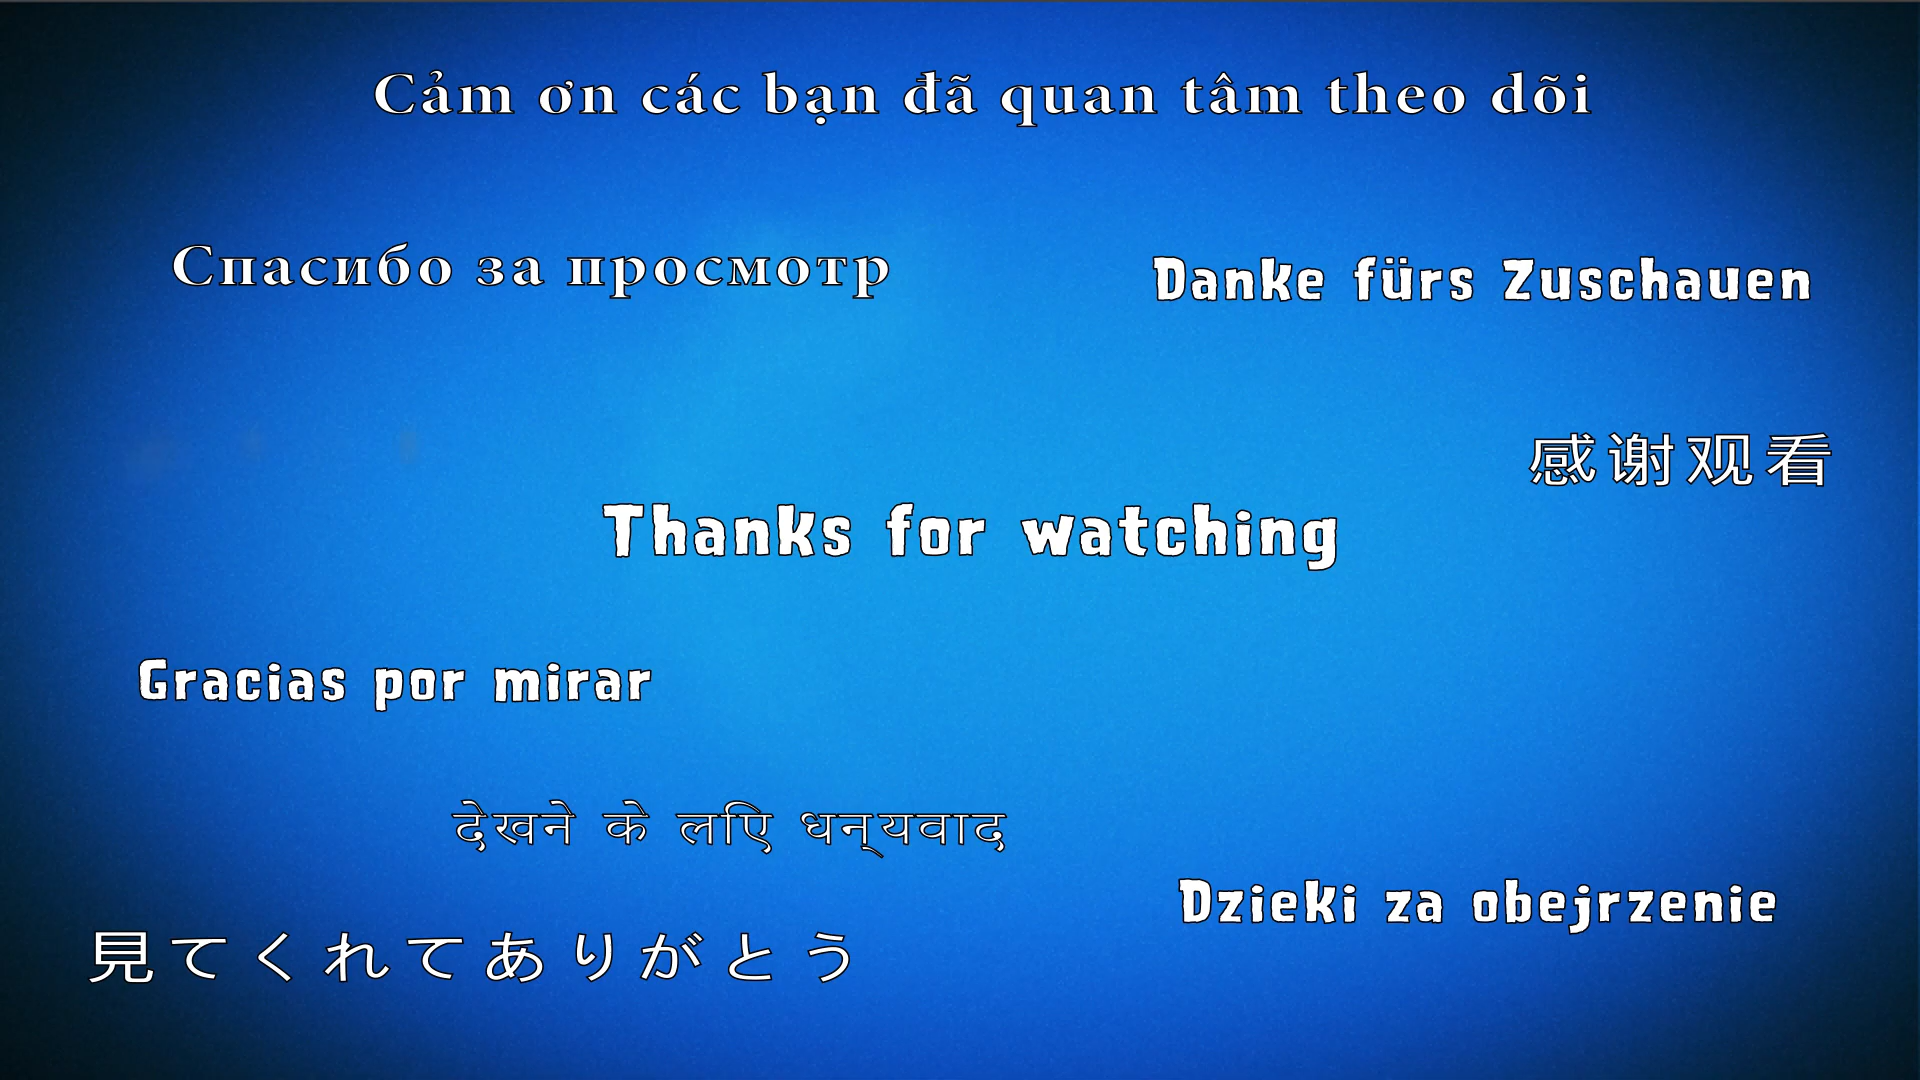 Cảm ơn các bạn đã quan tâm theo dõi
Спасибо за просмотр
Danke fürs Zuschauen
感谢观看
Thanks for watching
Gracias por mirar
देखने के लिए धन्यवाद
Dzieki za obejrzenie
見てくれてありがとう